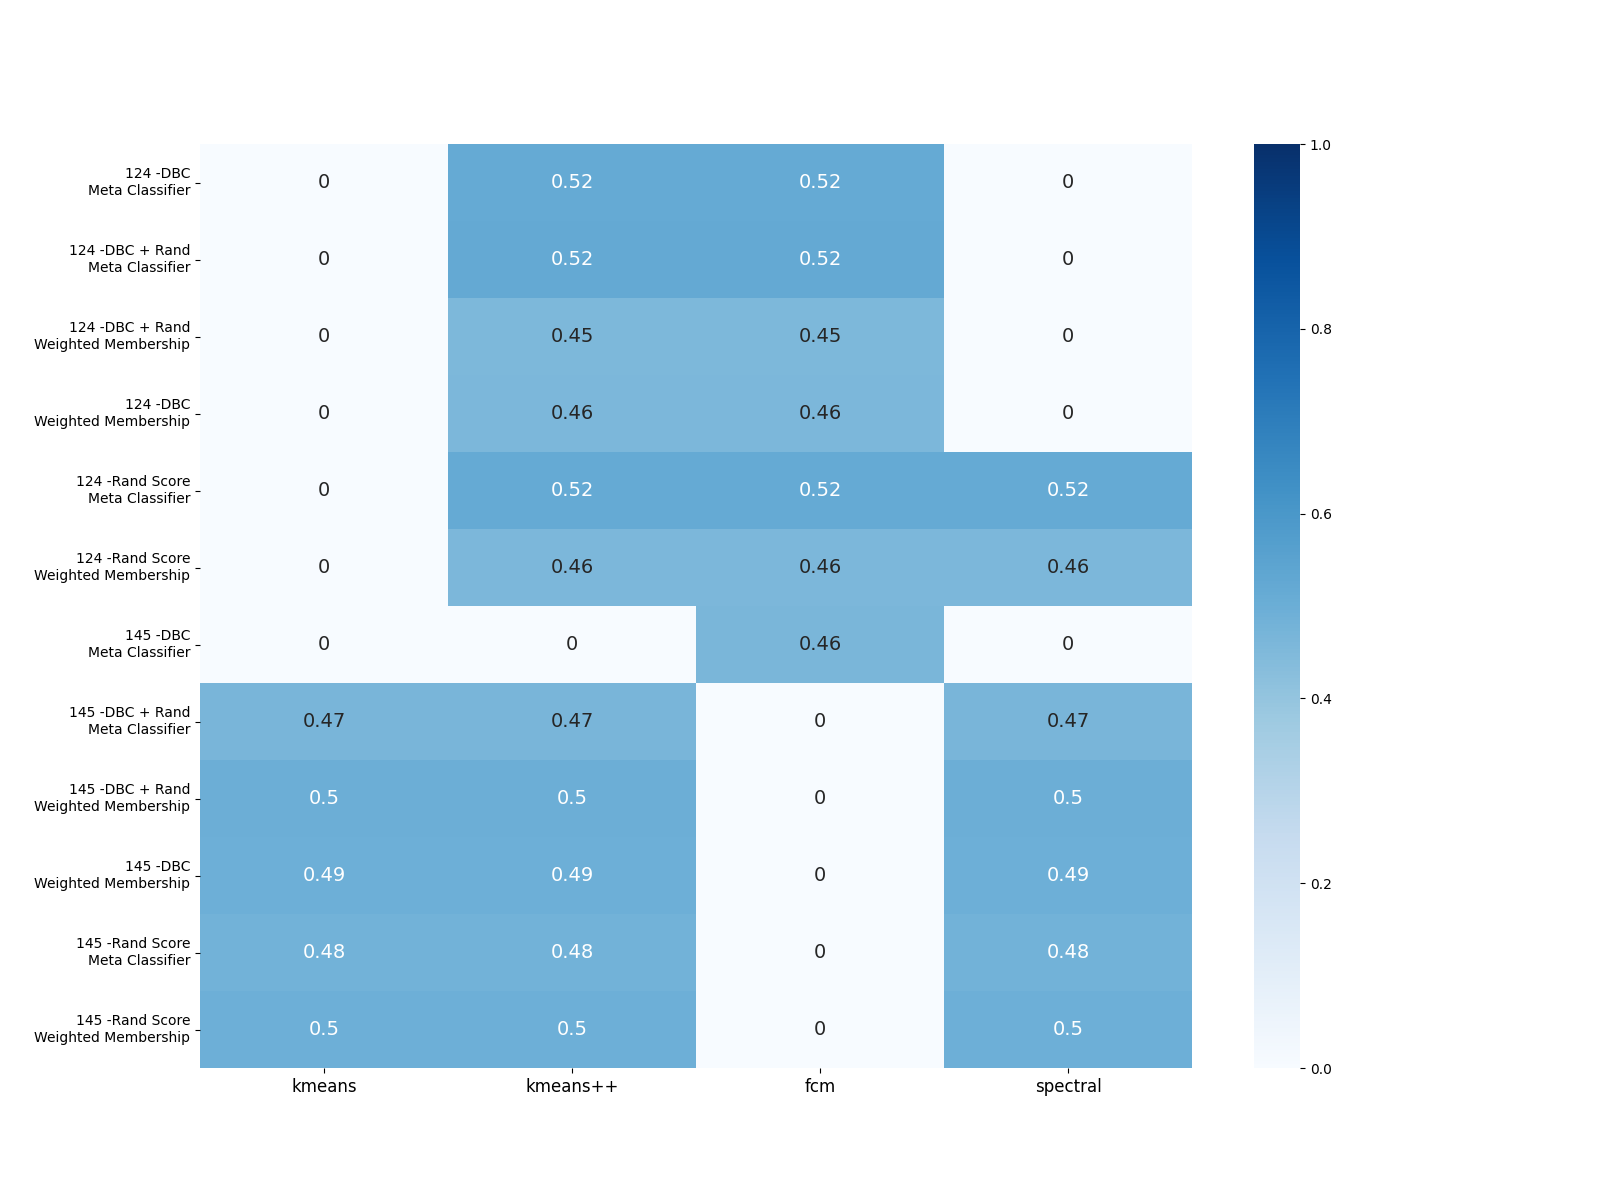 124 -DBC
Meta Classifier
0 0.52 0.52 0
124 -DBC + Rand
Meta Classifier
0 0.52 0.52 0
124 -DBC + Rand
Weighted Membership
0 0.45 0.45 0
124 -DBC
Weighted Membership
0 0.46 0.46 0
124 -Rand Score
Meta Classifier
0 0.52 0.52 0.52
124 -Rand Score
Weighted Membership
0 0.46 0.46 0.46
145 -DBC
Meta Classifier
0 0 0.46 0
145 -DBC + Rand
Meta Classifier
0.47 0.47 0 0.47
145 -DBC + Rand
Weighted Membership
0.5 0.5 0 0.5
145 -DBC
Weighted Membership
0.49 0.49 0 0.49
145 -Rand Score
Meta Classifier
0.48 0.48 0 0.48
145 -Rand Score
Weighted Membership
0.5 0.5 0 0.5
kmeans kmeans++ fcm spectral
1.0
0.8
0.6
0.4
0.2
0.0